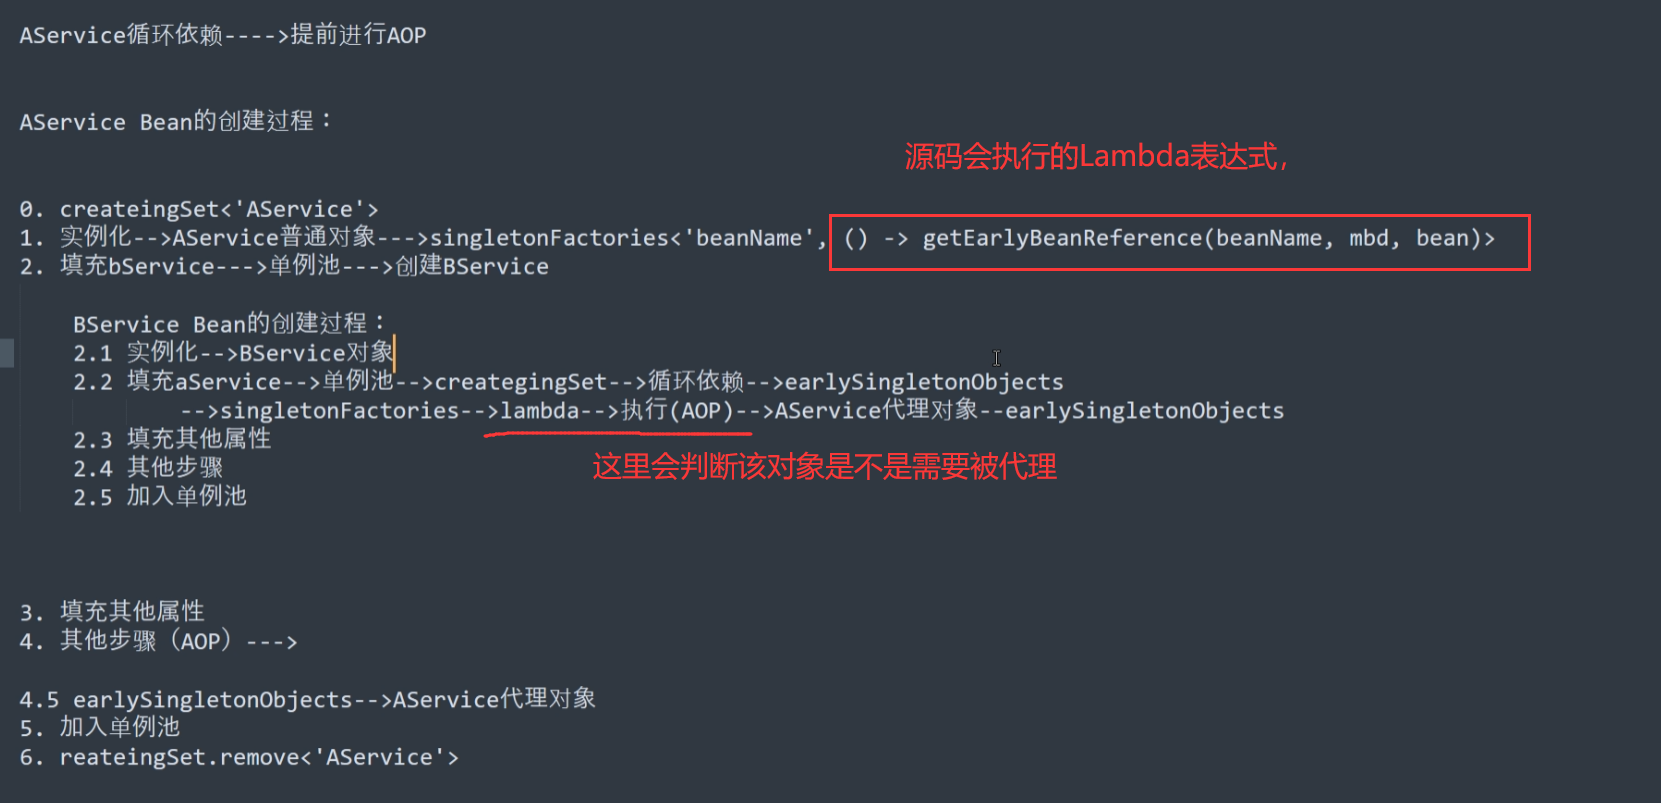 AService循环依赖---->提前进行AOP
AService Bean的创建过程：
源码会执行的Lambda表达式,
0. createingSet<'AService'>
1. 实例化-->AService普通对象--->singletonFactories<'beanName', () -> getEarlyBeanReference(beanName, mbd, bean)>
2. 填充bService--->单例池--->创建BService
BService Bean的创建过程：
2.1 实例化-->BService对象
2.2 填充aService-->单例池-->creategingSet-->循环依赖-->earlySingletonObjects
-->singletonFactories-->lambda-->执行(AOP)-->AService代理对象--earlySingletonObjects
2.3 填充其他属性
这里会判断该对象是不是需要被代理
2.4 其他步骤
2.5 加入单例池
3. 填充其他属性
4. 其他步骤（AOP）--->
4.5 earlySingletonObjects-->AService代理对象
5. 加入单例池
6. reateingSet.remove<'AService'>